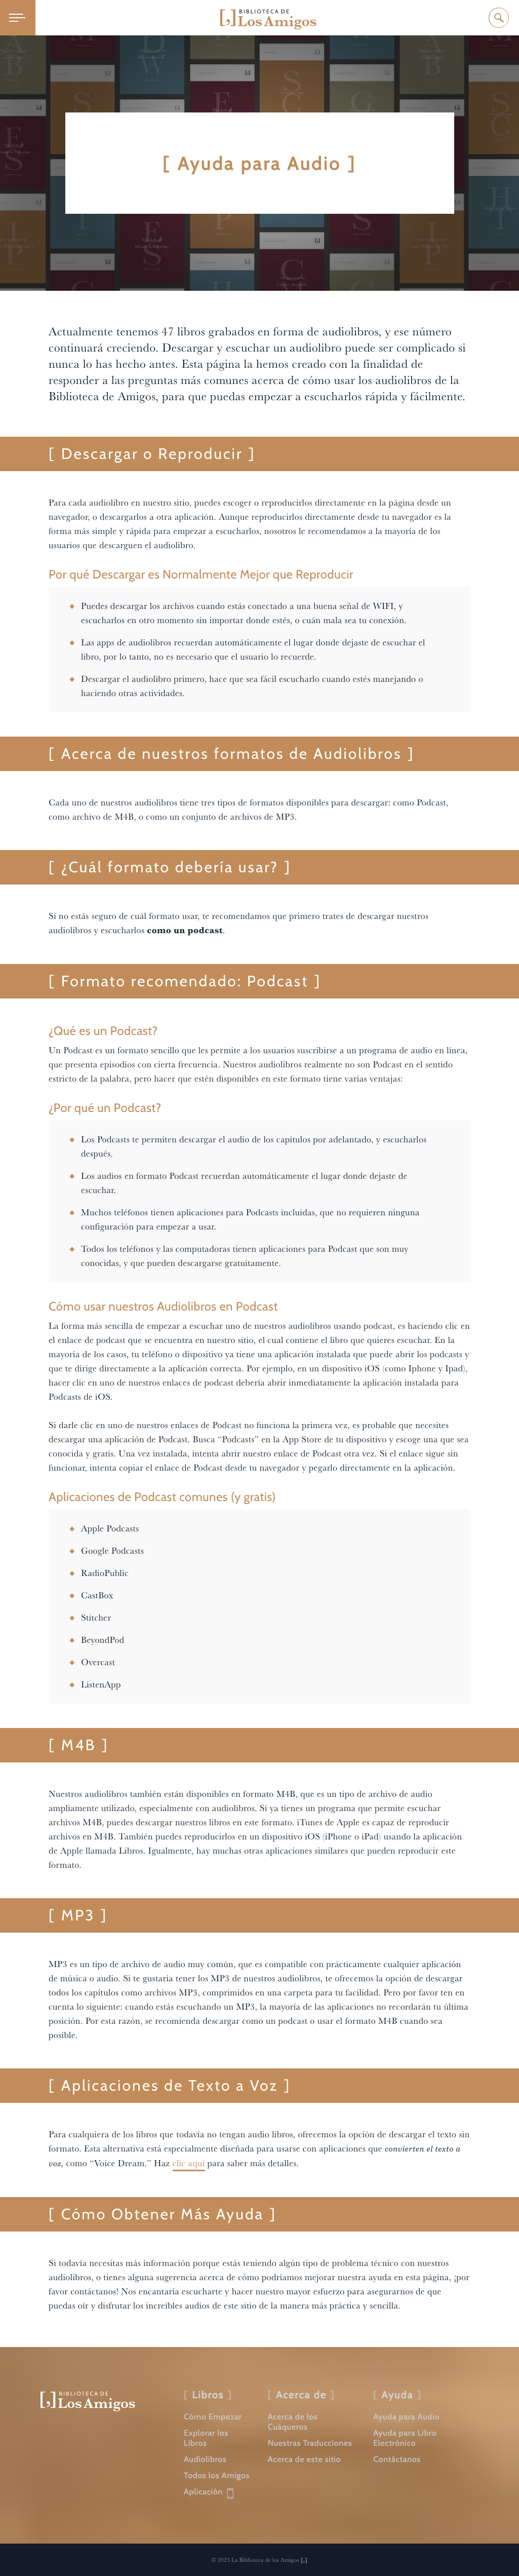 BIBLIOTECA DE
[,] Los Amigos
[ Ayuda para Audio ]
Actualmente tenemos 47 libros grabados en forma de audiolibros, y ese número
continuará creciendo. Descargar y escuchar un audiolibro puede ser complicado si
nunca lo has hecho antes. Esta página la hemos creado con la finalidad de
responder a las preguntas más comunes acerca de cómo usar los audiolibros de la
Biblioteca de Amigos, para que puedas empezar a escucharlos rápida y fácilmente.
[ Descargar o Reproducir ]
Para cada audiolibro en nuestro sitio, puedes escoger o reproducirlos directamente en la página desde un
navegador, o descargarlos a otra aplicación. Aunque reproducirlos directamente desde tu navegador es la
forma más simple y rápida para empezar a escucharlos, nosotros le recomendamos a la mayoría de los
usuarios que descarguen el audiolibro.
Por qué Descargar es Normalmente Mejor que Reproducir
Puedes descargar los archivos cuando estás conectado a una buena señal de WIFI, y
escucharlos en otro momento sin importar donde estés, o cuán mala sea tu conexión.
Las apps de audiolibros recuerdan automáticamente el lugar donde dejaste de escuchar el
libro, por lo tanto, no es necesario que el usuario lo recuerde.
Descargar el audiolibro primero, hace que sea fácil escucharlo cuando estés manejando o
haciendo otras actividades.
[ Acerca de nuestros formatos de Audiolibros ]
Cada uno de nuestros audiolibros tiene tres tipos de formatos disponibles para descargar: como Podcast,
como archivo de M4B, o como un conjunto de archivos de MP3.
[ ¿Cuál formato debería usar? ]
Si no estás seguro de cuál formato usar, te recomendamos que primero trates de descargar nuestros
audiolibros y escucharlos como un podcast.
[ Formato recomendado: Podcast ]
¿Qué es un Podcast?
Un Podcast es un formato sencillo que les permite a los usuarios suscribirse a un programa de audio en línea,
que presenta episodios con cierta frecuencia. Nuestros audiolibros realmente no son Podcast en el sentido
estricto de la palabra, pero hacer que estén disponibles en este formato tiene varias ventajas:
¿Por qué un Podcast?
Los Podcasts te permiten descargar el audio de los capítulos por adelantado, y escucharlos
después.
Los audios en formato Podcast recuerdan automáticamente el lugar donde dejaste de
escuchar.
Muchos teléfonos tienen aplicaciones para Podcasts incluidas, que no requieren ninguna
configuración para empezar a usar.
Todos los teléfonos y las computadoras tienen aplicaciones para Podcast que son muy
conocidas, y que pueden descargarse gratuitamente.
Cómo usar nuestros Audiolibros en Podcast
La forma más sencilla de empezar a escuchar uno de nuestros audiolibros usando podcast, es haciendo clic en
el enlace de podcast que se encuentra en nuestro sitio, el cual contiene el libro que quieres escuchar. En la
mayoría de los casos, tu teléfono o dispositivo ya tiene una aplicación instalada que puede abrir los podcasts y
que te dirige directamente a la aplicación correcta. Por ejemplo, en un dispositivo iOS (como Iphone y Ipad),
hacer clic en uno de nuestros enlaces de podcast debería abrir inmediatamente la aplicación instalada para
Podcasts de iOS.
Si darle clic en uno de nuestros enlaces de Podcast no funciona la primera vez, es probable que necesites
descargar una aplicación de Podcast. Busca “Podcasts” en la App Store de tu dispositivo y escoge una que sea
conocida y gratis. Una vez instalada, intenta abrir nuestro enlace de Podcast otra vez. Si el enlace sigue sin
funcionar, intenta copiar el enlace de Podcast desde tu navegador y pegarlo directamente en la aplicación.
Aplicaciones de Podcast comunes (y gratis)
Apple Podcasts
Google Podcasts
RadioPublic
CastBox
Stitcher
BeyondPod
Overcast
ListenApp
[ M4B ]
Nuestros audiolibros también están disponibles en formato M4B, que es un tipo de archivo de audio
ampliamente utilizado, especialmente con audiolibros. Si ya tienes un programa que permite escuchar
archivos M4B, puedes descargar nuestros libros en este formato. iTunes de Apple es capaz de reproducir
archivos en M4B. También puedes reproducirlos en un dispositivo iOS (iPhone o iPad) usando la aplicación
de Apple llamada Libros. Igualmente, hay muchas otras aplicaciones similares que pueden reproducir este
formato.
[ MP3 ]
MP3 es un tipo de archivo de audio muy común, que es compatible con prácticamente cualquier aplicación
de música o audio. Si te gustaría tener los MP3 de nuestros audiolibros, te ofrecemos la opción de descargar
todos los capítulos como archivos MP3, comprimidos en una carpeta para tu facilidad. Pero por favor ten en
cuenta lo siguiente: cuando estás escuchando un MP3, la mayoría de las aplicaciones no recordarán tu última
posición. Por esta razón, se recomienda descargar como un podcast o usar el formato M4B cuando sea
posible.
[ Aplicaciones de Texto a Voz ]
Para cualquiera de los libros que todavía no tengan audio libros, ofrecemos la opción de descargar el texto sin
formato. Esta alternativa está especialmente diseñada para usarse con aplicaciones que convierten el texto a
voz, como “Voice Dream.” Haz clic aquí para saber más detalles.
[ Cómo Obtener Más Ayuda ]
Si todavía necesitas más información porque estás teniendo algún tipo de problema técnico con nuestros
audiolibros, o tienes alguna sugerencia acerca de cómo podríamos mejorar nuestra ayuda en esta página, ¡por
favor contáctanos! Nos encantaría escucharte y hacer nuestro mayor esfuerzo para asegurarnos de que
puedas oír y disfrutar los increíbles audios de este sitio de la manera más práctica y sencilla.
BIBLIOTECA DE
[,] Los Amigos
[ Libros ]
Cómo Empezar
Explorar los
Libros
Audiolibros
Todos los Amigos
Aplicación
[ Acerca de ]
Acerca de los
Cuáqueros
Nuestras Traducciones
Acerca de este sitio
[ Ayuda ]
Ayuda para Audio
Ayuda para Libro
Electrónico
Contáctanos
© 2023 La Biblioteca de los Amigos [,]